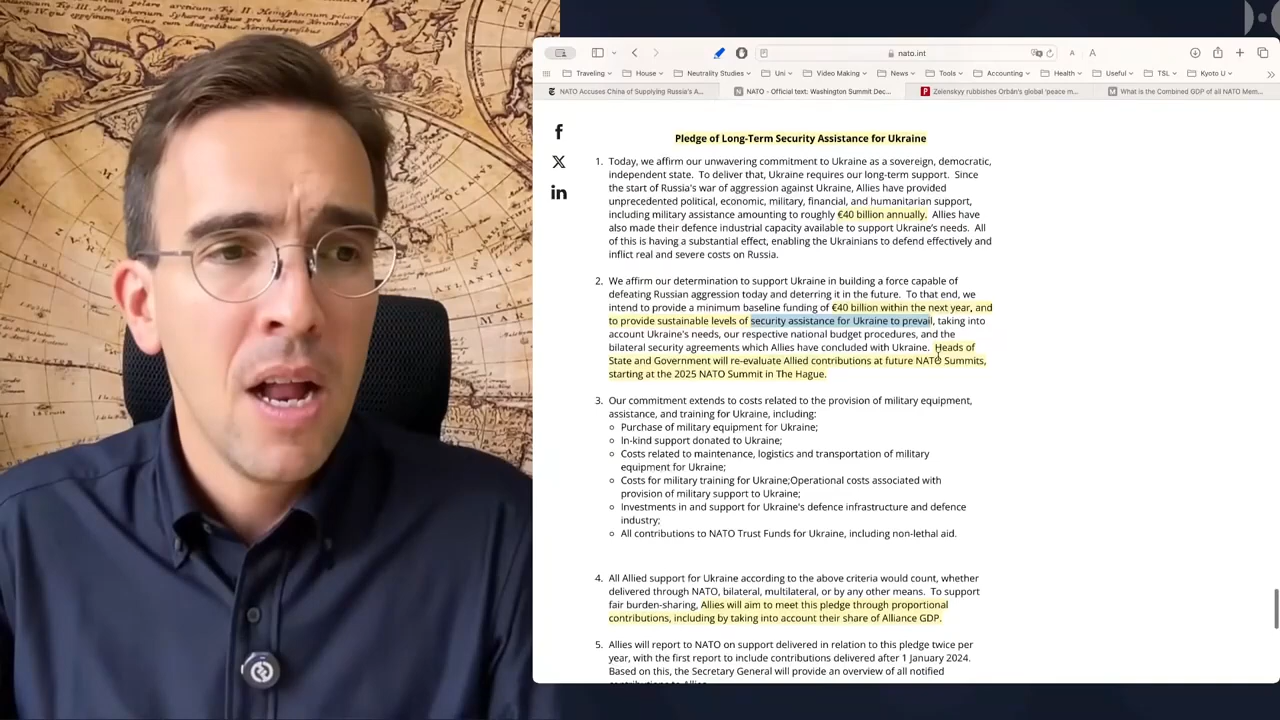 nato.int
A
A
Traveling
House
Neutrality Studies
Uni
Video Making
News
Tools
Accounting
Health
Useful
TSL
Kyoto U
NATO Accuses China of Supplying Russia's A...
NATO - Official text: Washington Summit Dec...
Zelenskyy rubbishes Orbán's global 'peace m...
What is the Combined GDP of all NATO Mem...
Pledge of Long-Term Security Assistance for Ukraine
1. Today, we affirm our unwavering commitment to Ukraine as a sovereign, democratic,
independent state. To deliver that, Ukraine requires our long-term support. Since
the start of Russia's war of aggression against Ukraine, Allies have provided
unprecedented political, economic, military, financial, and humanitarian support,
including military assistance amounting to roughly €40 billion annually. Allies have
also made their defence industrial capacity available to support Ukraine's needs. All
of this is having a substantial effect, enabling the Ukrainians to defend effectively and
inflict real and severe costs on Russia.
2. We affirm our determination to support Ukraine in building a force capable of
defeating Russian aggression today and deterring it in the future. To that end, we
intend to provide a minimum baseline funding of €40 billion within the next year, and
to provide sustainable levels of security assistance for Ukraine to prevail, taking into
account Ukraine's needs, our respective national budget procedures, and the
bilateral security agreements which Allies have concluded with Ukraine. Heads of
State and Government will re-evaluate Allied contributions at future NATO Summits,
starting at the 2025 NATO Summit in The Hague.
3. Our commitment extends to costs related to the provision of military equipment,
assistance, and training for Ukraine, including:
Purchase of military equipment for Ukraine;
In-kind support donated to Ukraine;
Costs related to maintenance, logistics and transportation of military
equipment for Ukraine;
Costs for military training for Ukraine;Operational costs associated with
provision of military support to Ukraine;
Investments in and support for Ukraine's defence infrastructure and defence
industry;
All contributions to NATO Trust Funds for Ukraine, including non-lethal aid.
4. All Allied support for Ukraine according to the above criteria would count, whether
delivered through NATO, bilateral, multilateral, or by any other means. To support
fair burden-sharing, Allies will aim to meet this pledge through proportional
contributions, including by taking into account their share of Alliance GDP.
5. Allies will report to NATO on support delivered in relation to this pledge twice per
year, with the first report to include contributions delivered after 1 January 2024.
Based on this, the Secretary General will provide an overview of all notified